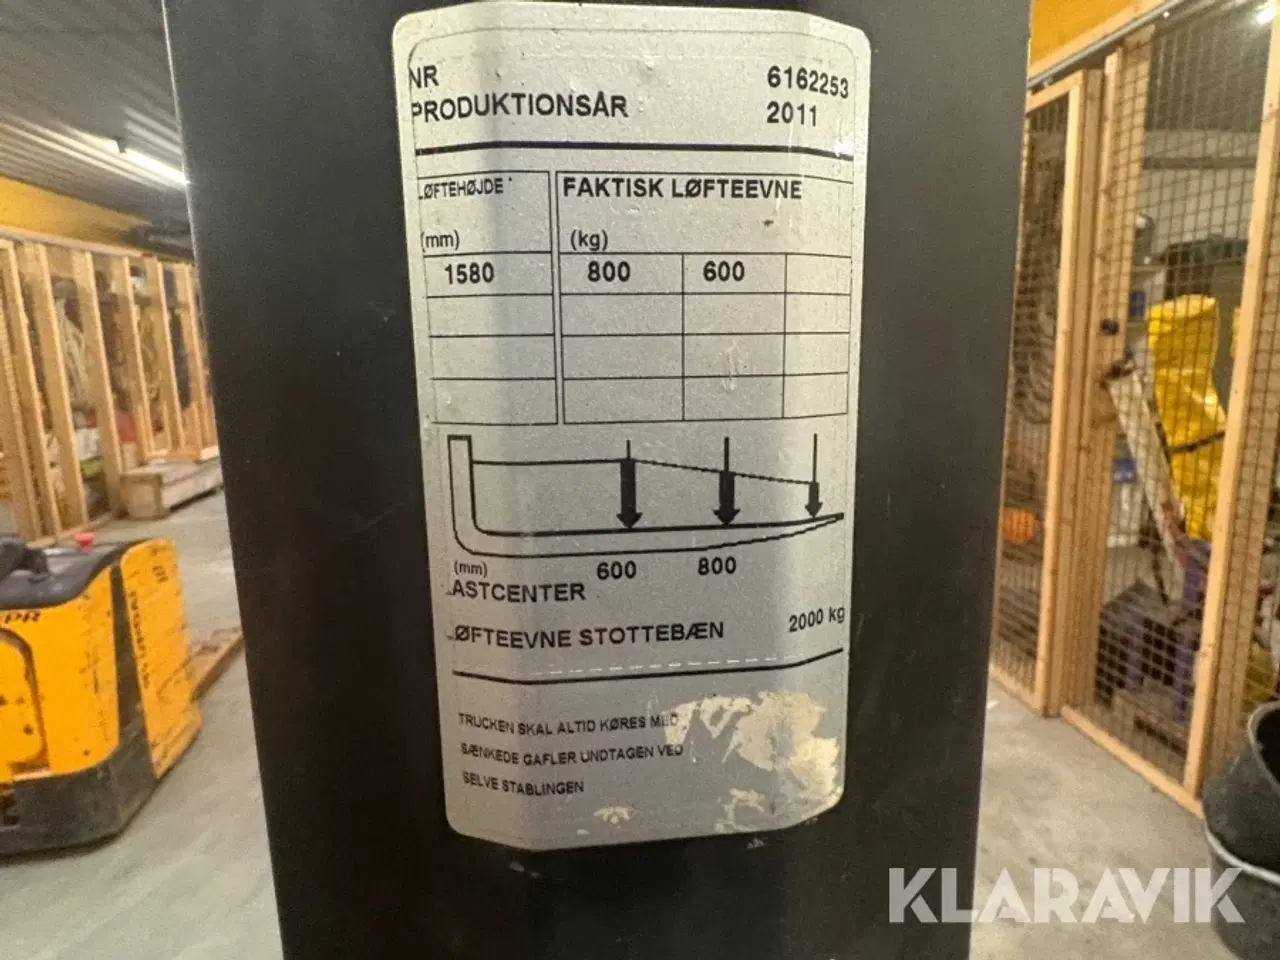 NR 6162253
PRODUKTIONSÅR 2011
LØFTEHØJDE FAKTISK LØFTEEVNE
(mm) (kg)
1580 800 600
(mm) 600 800
LASTCENTER
LØFTEEVNE STOTTEBÆN 2000 kg
TRUCKEN SKAL ALTID KØRES MED
SÆNKEDE GAFLER UNDTAGEN VED
SELVE STABLINGEN
KLARAVIK